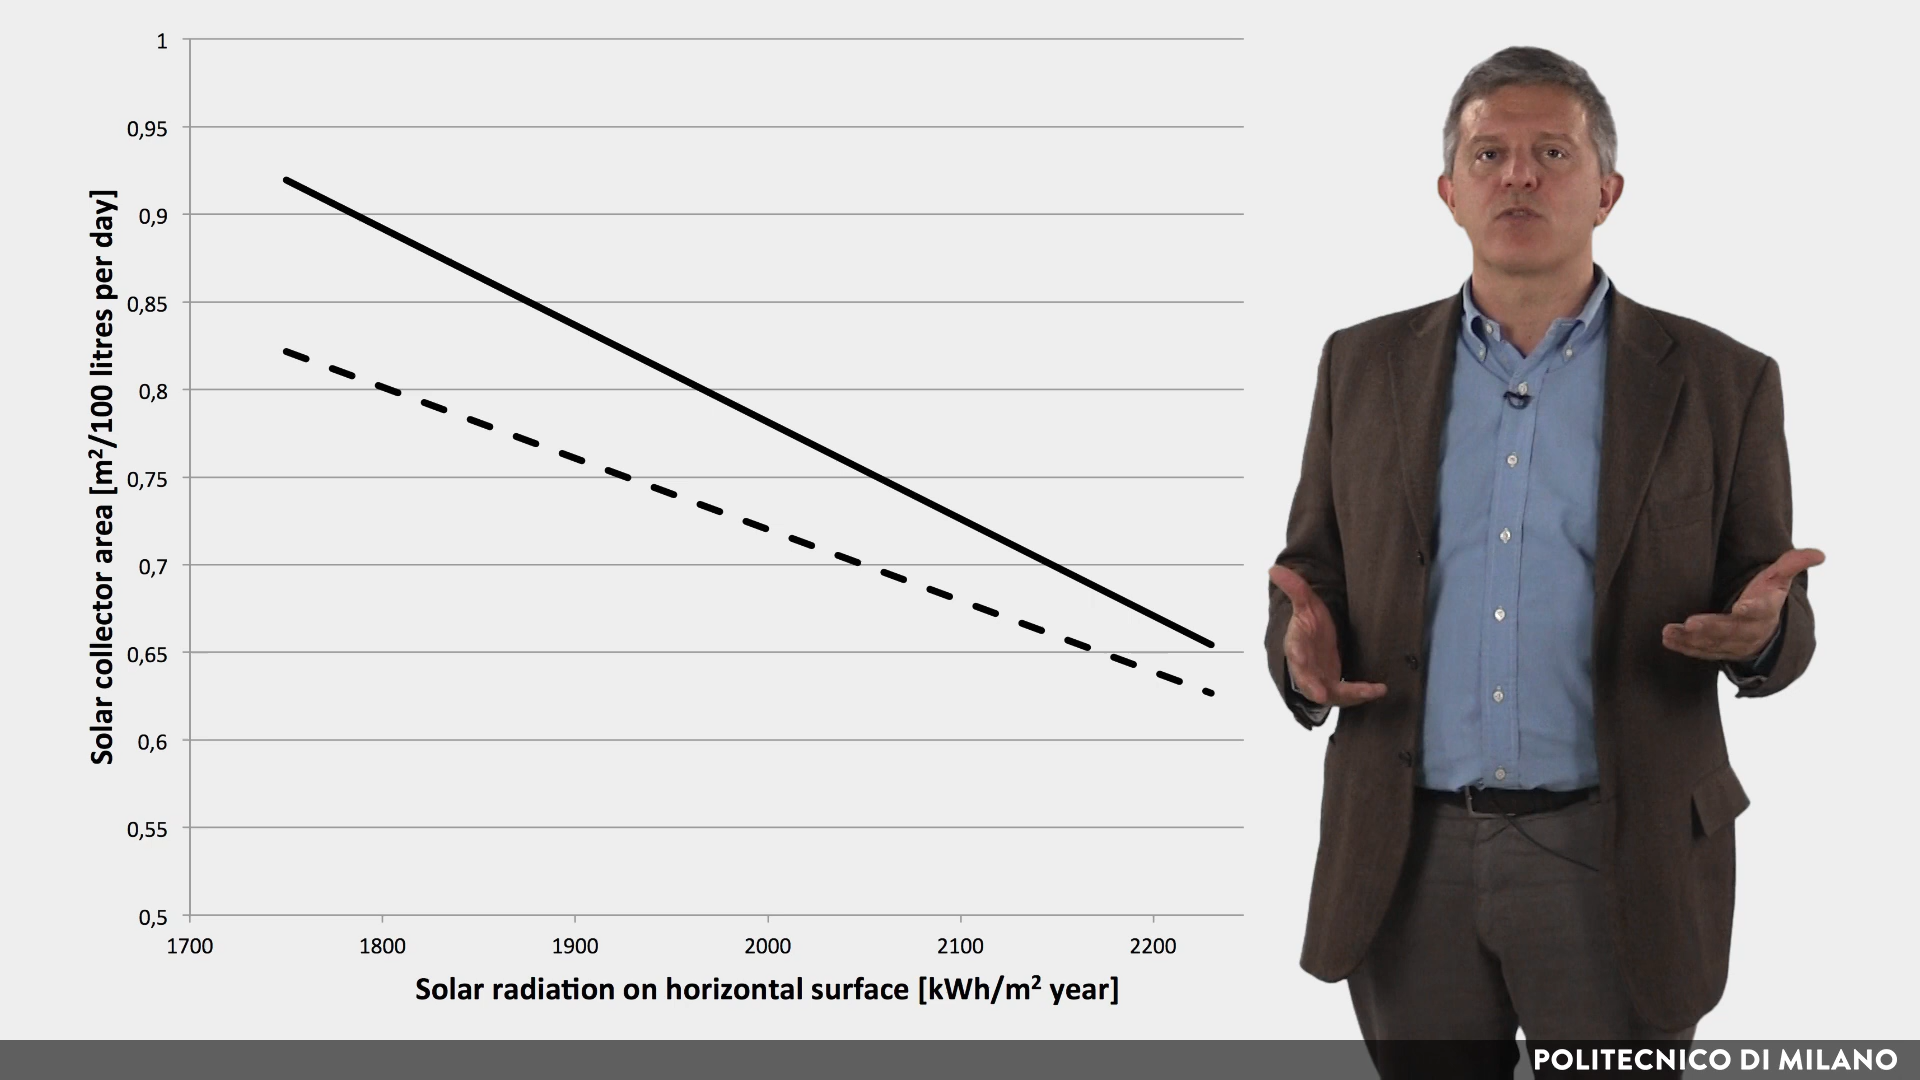 1
0,95
0,9
0,85
0,8
0,75
0,7
0,65
0,6
0,55
0,5
Solar collector area [m²/100 litres per day]
1700 1800 1900 2000 2100 2200
Solar radiation on horizontal surface [kWh/m² year]
POLITECNICO DI MILANO